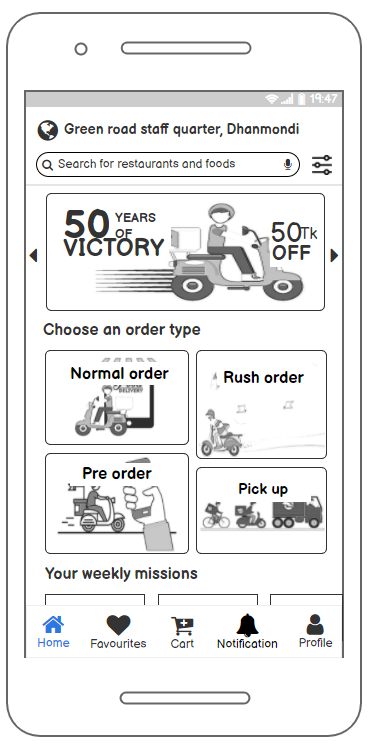 19:47
Green road staff quarter, Dhanmondi
Search for restaurants and foods
50 YEARS
OF
VICTORY
50Tk
OFF
Choose an order type
Normal order
DELIVERY
Rush order
Pre order
Pick up
Your weekly missions
Home
Favourites
Cart
Notification
Profile